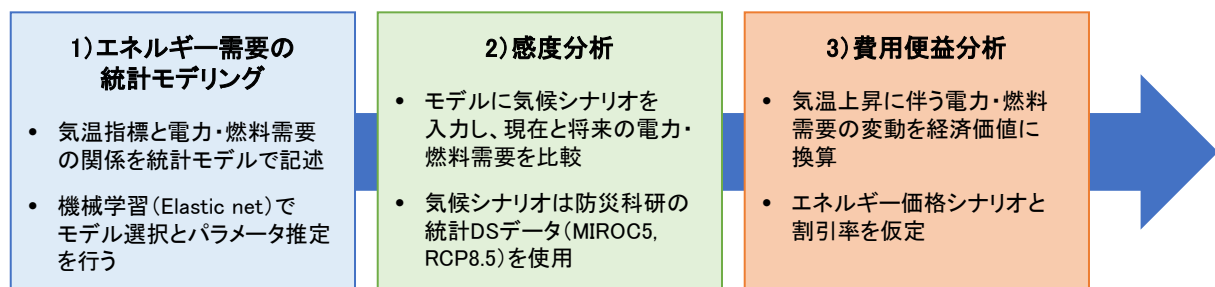 1)エネルギー需要の
統計モデリング
• 気温指標と電力・燃料需要
の関係を統計モデルで記述
• 機械学習(Elastic net)で
モデル選択とパラメータ推定
を行う
2)感度分析
• モデルに気候シナリオを
入力し、現在と将来の電力・
燃料需要を比較
• 気候シナリオは防災科研の
統計DSデータ(MIROC5,
RCP8.5)を使用
3)費用便益分析
• 気温上昇に伴う電力・燃料
需要の変動を経済価値に
換算
• エネルギー価格シナリオと
割引率を仮定